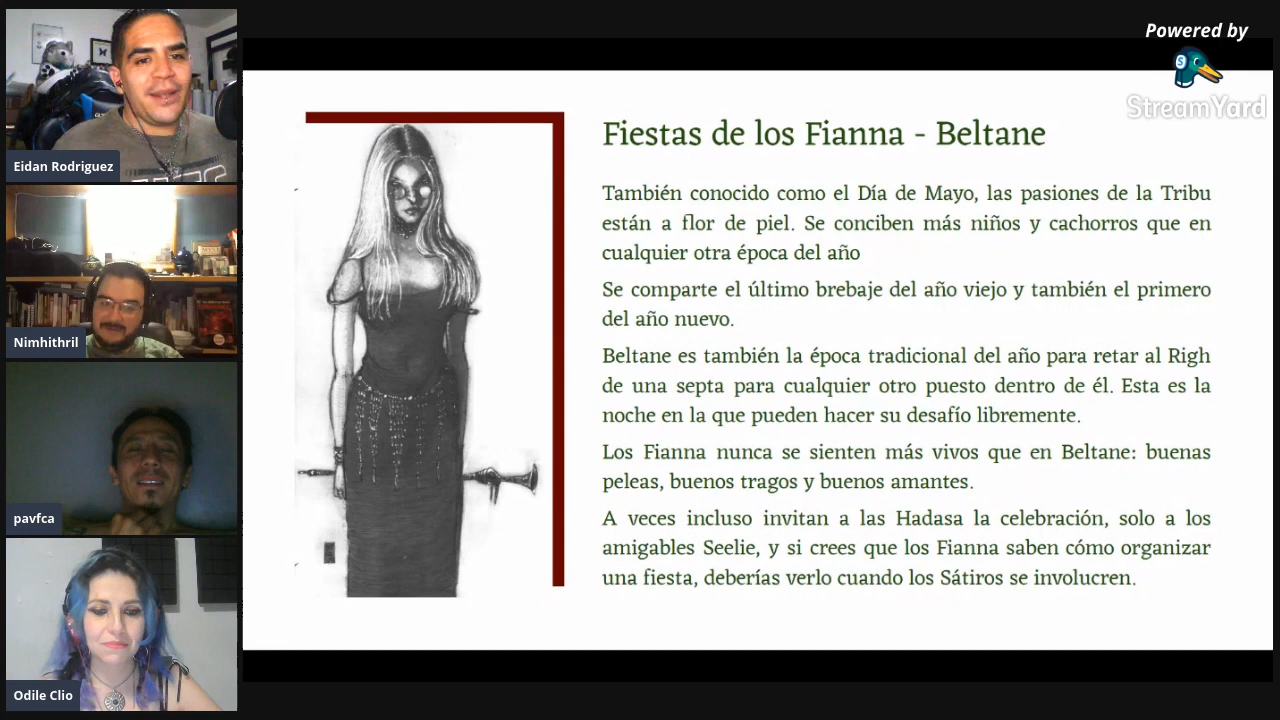 Powered by
StreamYard
Eidan Rodriguez
Nimhithril
pavfca
Odile Clio
Fiestas de los Fianna - Beltane
También conocido como el Día de Mayo, las pasiones de la Tribu
están a flor de piel. Se conciben más niños y cachorros que en
cualquier otra época del año
Se comparte el último brebaje del año viejo y también el primero
del año nuevo.
Beltane es también la época tradicional del año para retar al Righ
de una septa para cualquier otro puesto dentro de él. Esta es la
noche en la que pueden hacer su desafío libremente.
Los Fianna nunca se sienten más vivos que en Beltane: buenas
peleas, buenos tragos y buenos amantes.
A veces incluso invitan a las Hadasa la celebración, solo a los
amigables Seelie, y si crees que los Fianna saben cómo organizar
una fiesta, deberías verlo cuando los Sátiros se involucren.